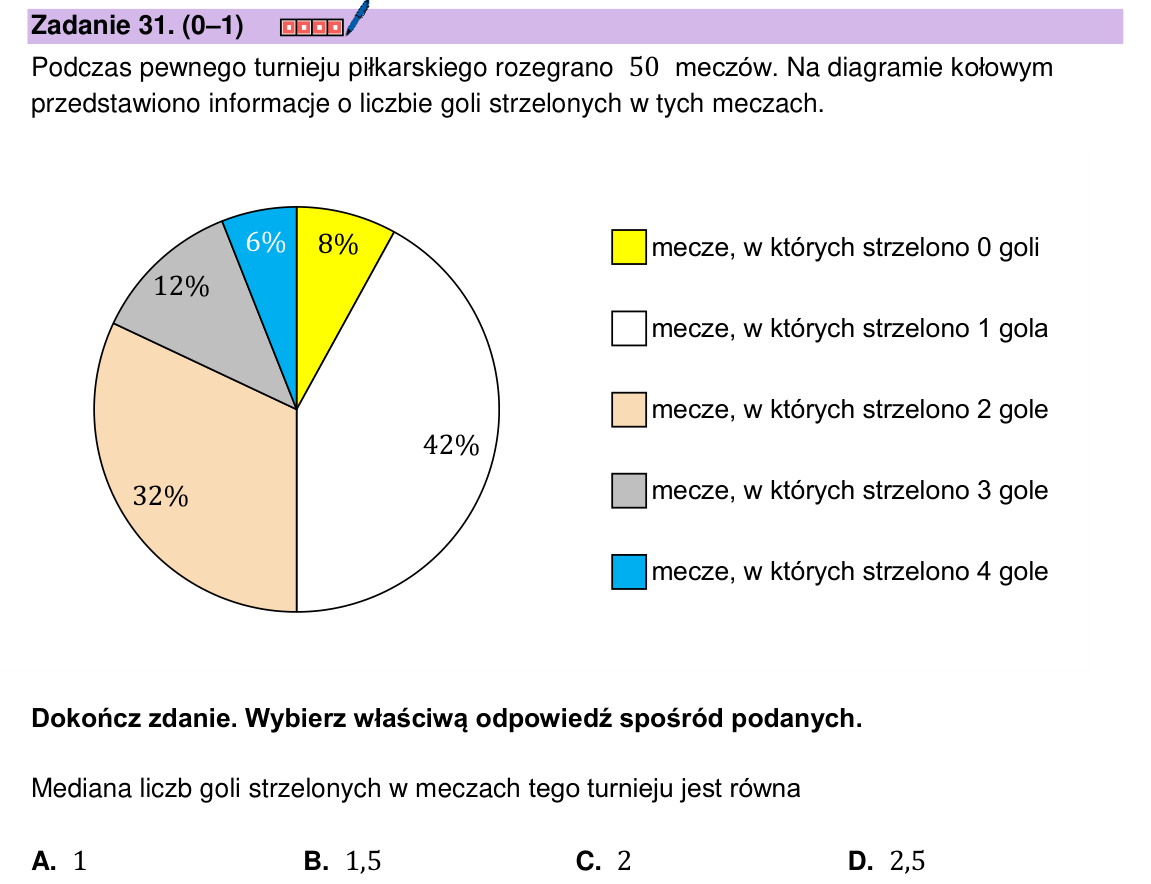 Zadanie 31. (0–1)
Podczas pewnego turnieju piłkarskiego rozegrano 50 meczów. Na diagramie kołowym
przedstawiono informacje o liczbie goli strzelonych w tych meczach.
6%
8%
12%
42%
32%
mecze, w których strzelono 0 goli
mecze, w których strzelono 1 gola
mecze, w których strzelono 2 gole
mecze, w których strzelono 3 gole
mecze, w których strzelono 4 gole
Dokończ zdanie. Wybierz właściwą odpowiedź spośród podanych.
Mediana liczb goli strzelonych w meczach tego turnieju jest równa
A. 1 B. 1,5 C. 2 D. 2,5